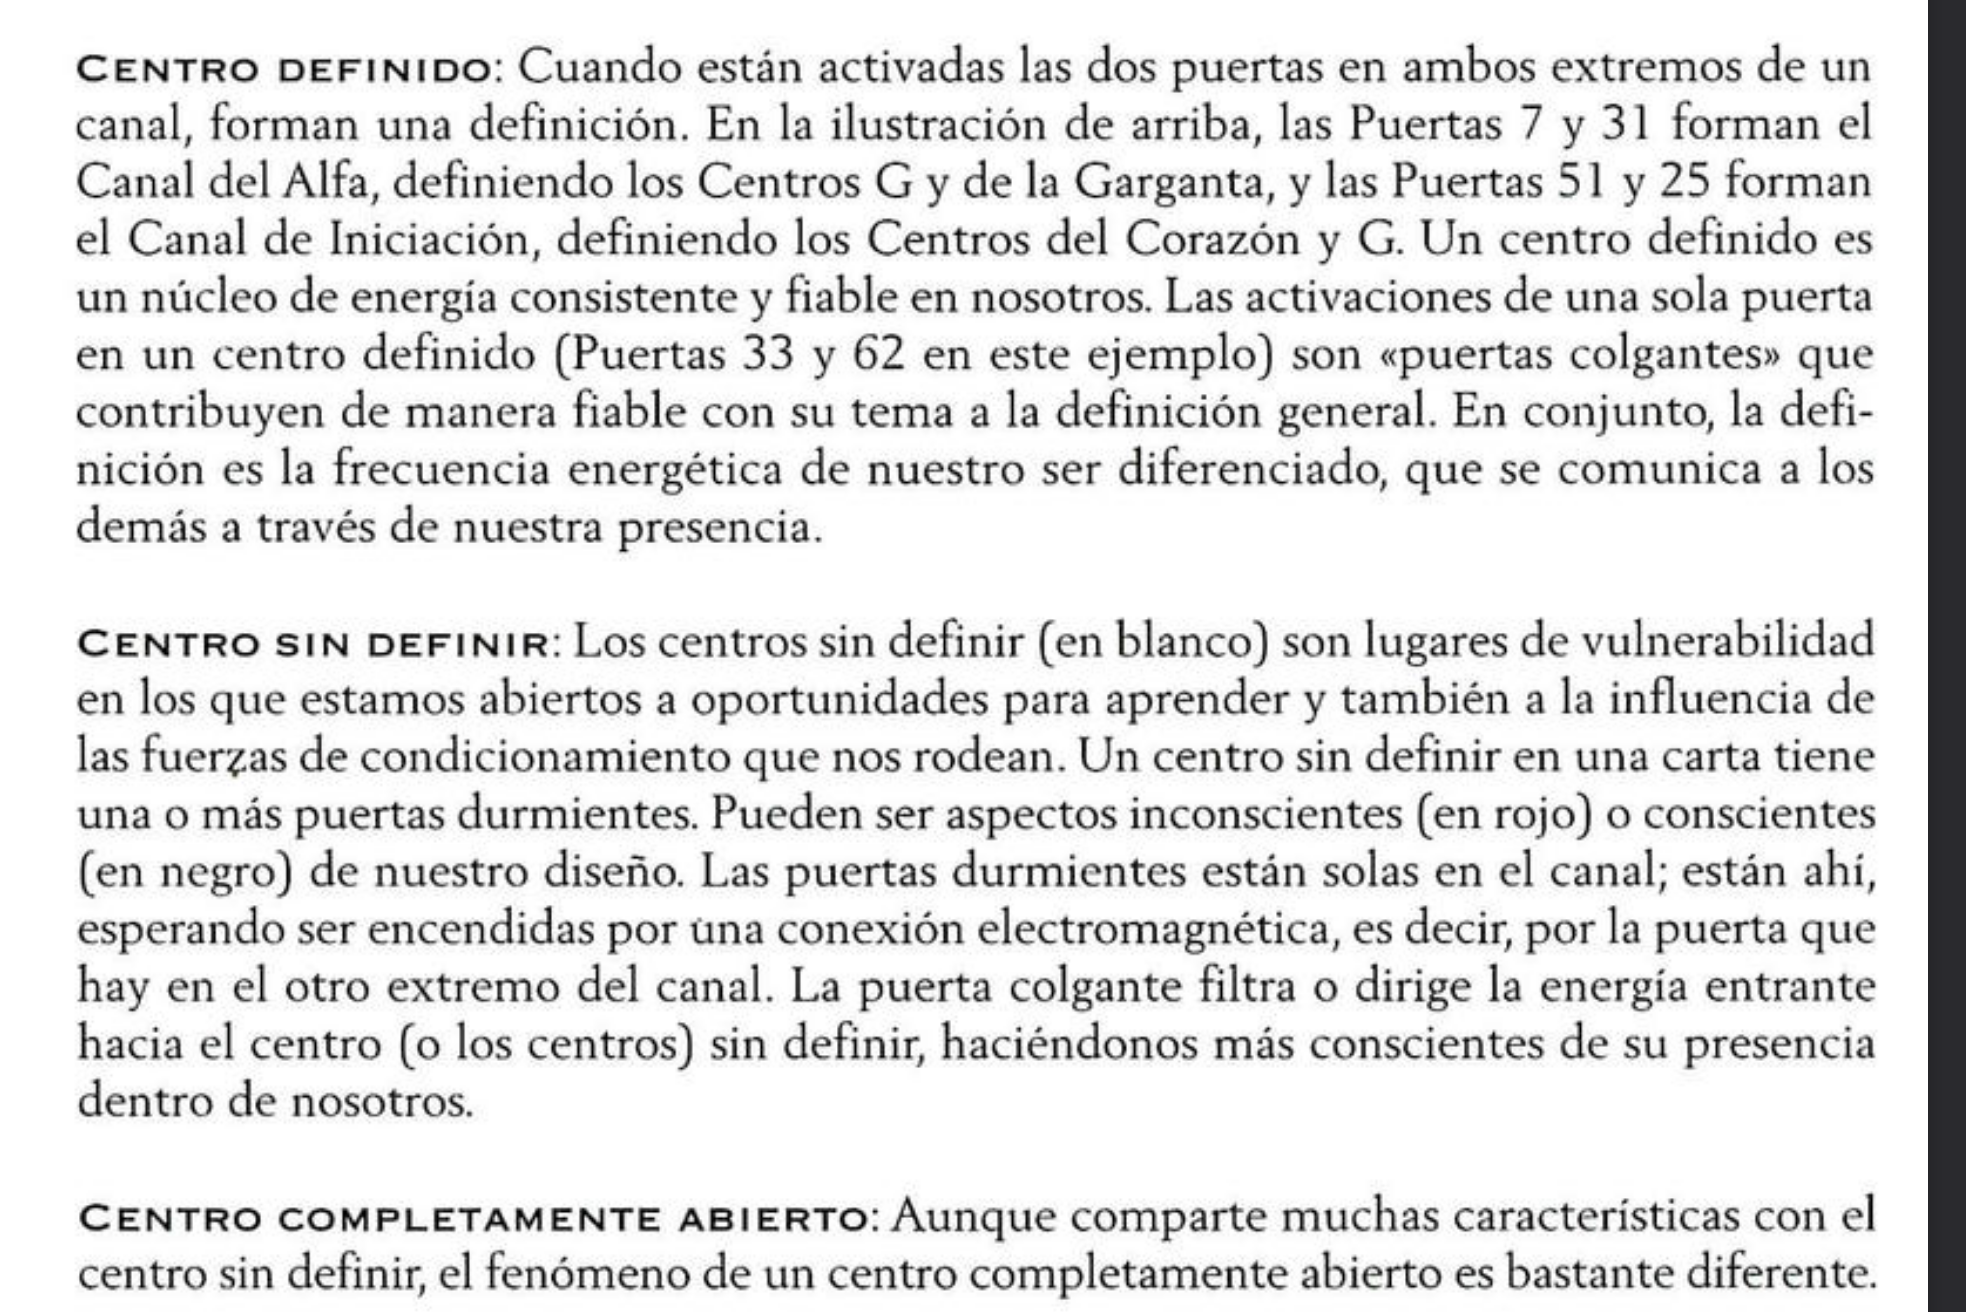 CENTRO DEFINIDO: Cuando están activadas las dos puertas en ambos extremos de un
canal, forman una definición. En la ilustración de arriba, las Puertas 7 y 31 forman el
Canal del Alfa, definiendo los Centros G y de la Garganta, y las Puertas 51 y 25 forman
el Canal de Iniciación, definiendo los Centros del Corazón y G. Un centro definido es
un núcleo de energía consistente y fiable en nosotros. Las activaciones de una sola puerta
en un centro definido (Puertas 33 y 62 en este ejemplo) son «puertas colgantes» que
contribuyen de manera fiable con su tema a la definición general. En conjunto, la defi-
nición es la frecuencia energética de nuestro ser diferenciado, que se comunica a los
demás a través de nuestra presencia.
CENTRO SIN DEFINIR: Los centros sin definir (en blanco) son lugares de vulnerabilidad
en los que estamos abiertos a oportunidades para aprender y también a la influencia de
las fuerzas de condicionamiento que nos rodean. Un centro sin definir en una carta tiene
una o más puertas durmientes. Pueden ser aspectos inconscientes (en rojo) o conscientes
(en negro) de nuestro diseño. Las puertas durmientes están solas en el canal; están ahí,
esperando ser encendidas por una conexión electromagnética, es decir, por la puerta que
hay en el otro extremo del canal. La puerta colgante filtra o dirige la energía entrante
hacia el centro (o los centros) sin definir, haciéndonos más conscientes de su presencia
dentro de nosotros.
CENTRO COMPLETAMENTE ABIERTO: Aunque comparte muchas características con el
centro sin definir, el fenómeno de un centro completamente abierto es bastante diferente.